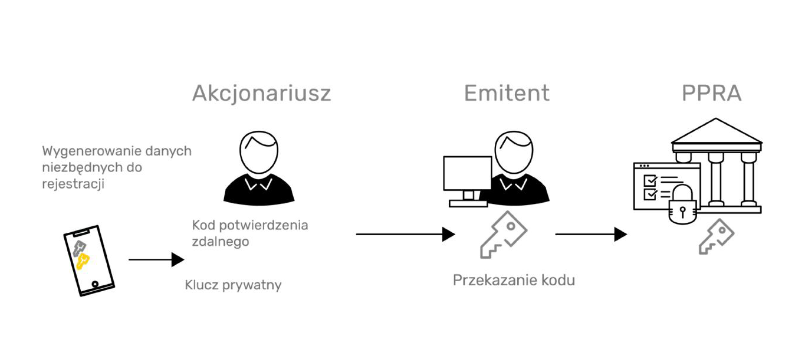 Akcjonariusz
Emitent
PPRA
Wygenerowanie danych
niezbędnych do
rejestracji
Kod potwierdzenia
zdalnego
Klucz prywatny
Przekazanie kodu